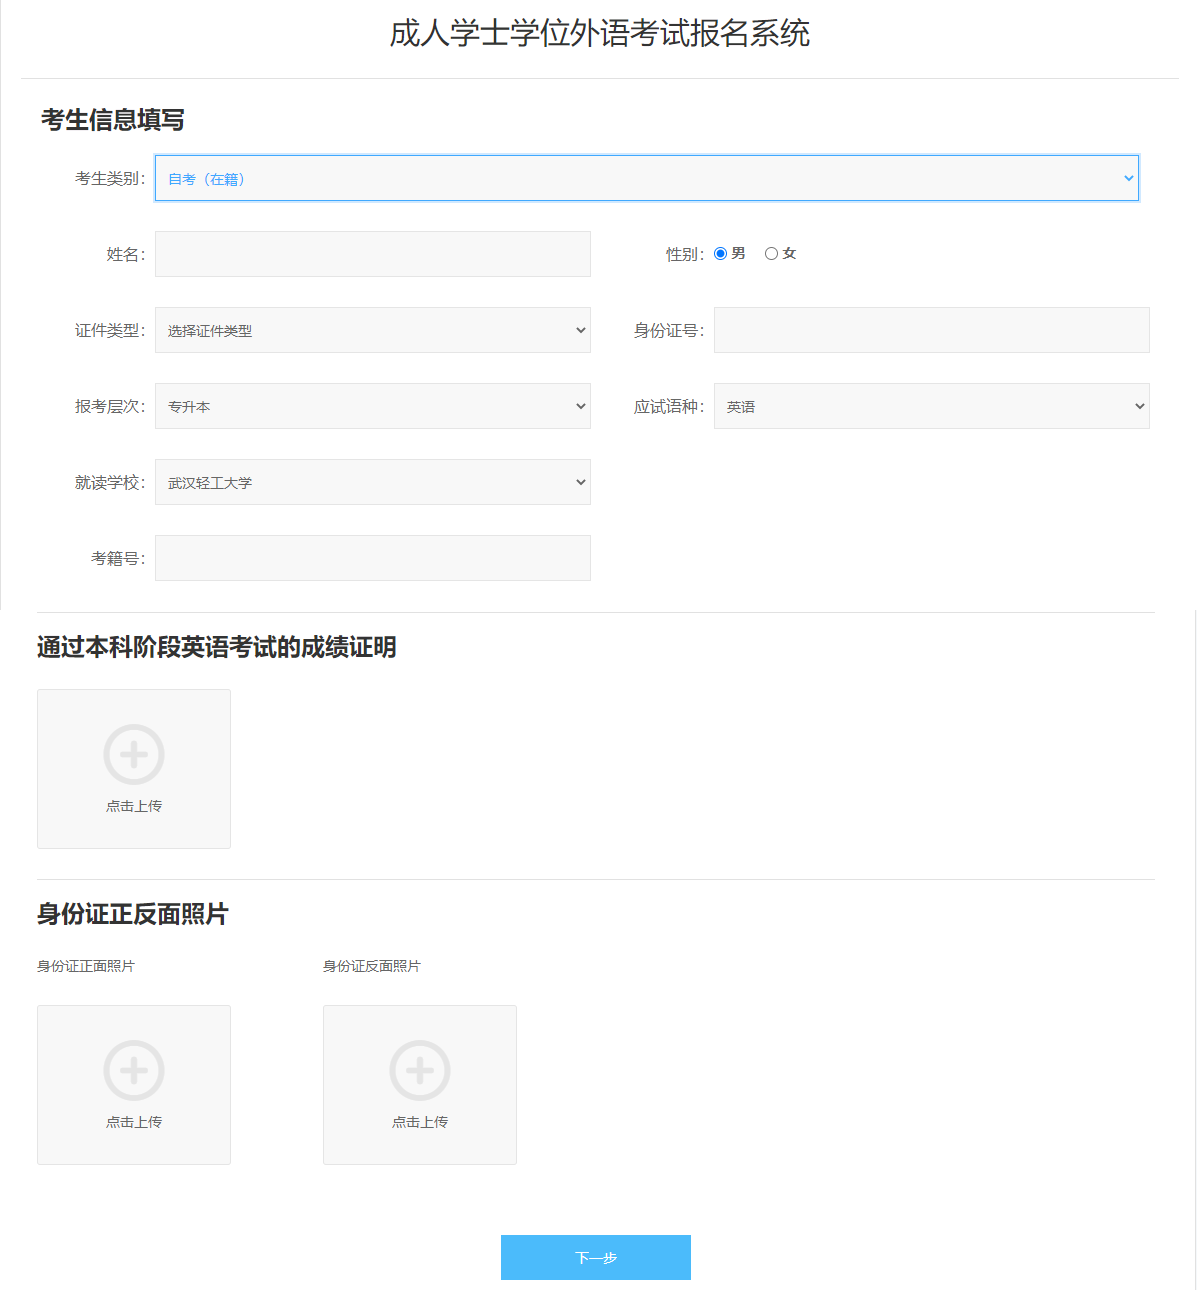 成人学士学位外语考试报名系统
考生信息填写
考生类别： 自考（在籍）
姓名： 性别： 男 女
证件类型： 选择证件类型 身份证号：
报考层次： 专升本 应试语种： 英语
就读学校： 武汉轻工大学
考籍号：
通过本科阶段英语考试的成绩证明
点击上传
身份证正反面照片
身份证正面照片 身份证反面照片
点击上传 点击上传
下一步